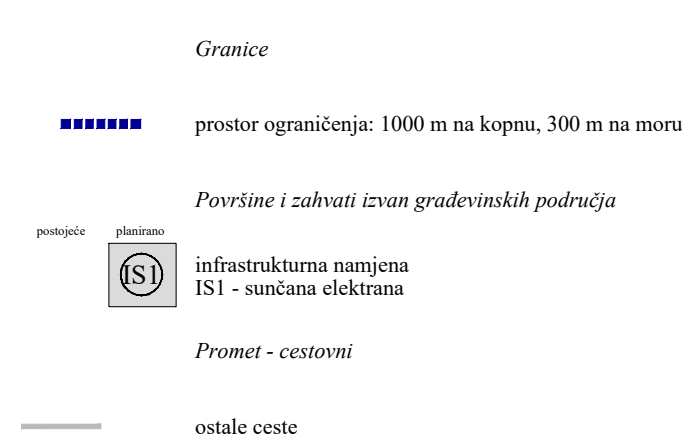 Granice
prostor ograničenja: 1000 m na kopnu, 300 m na moru
Površine i zahvati izvan građevinskih područja
postojeće planirano
IS1
infrastrukturna namjena
IS1 - sunčana elektrana
Promet - cestovni
ostale ceste